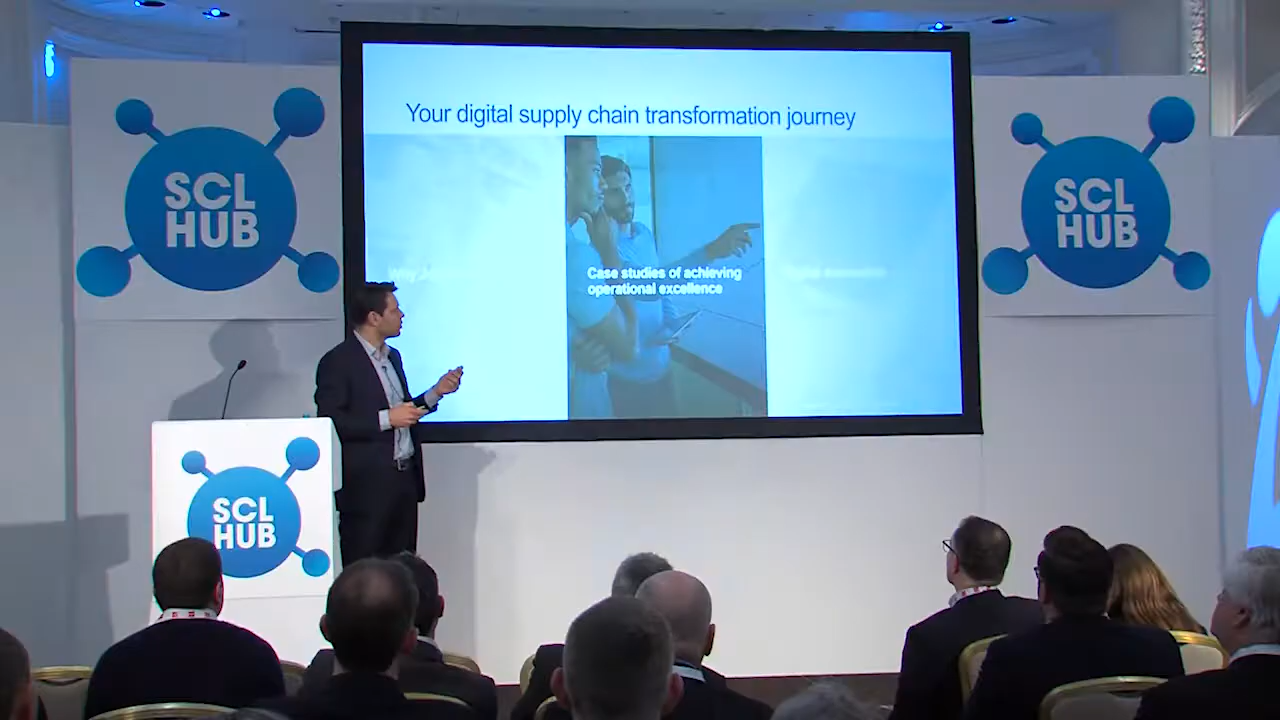 Your digital supply chain transformation journey
SCL
HUB
SCL
HUB
Case studies of achieving
operational excellence
SCL
HUB